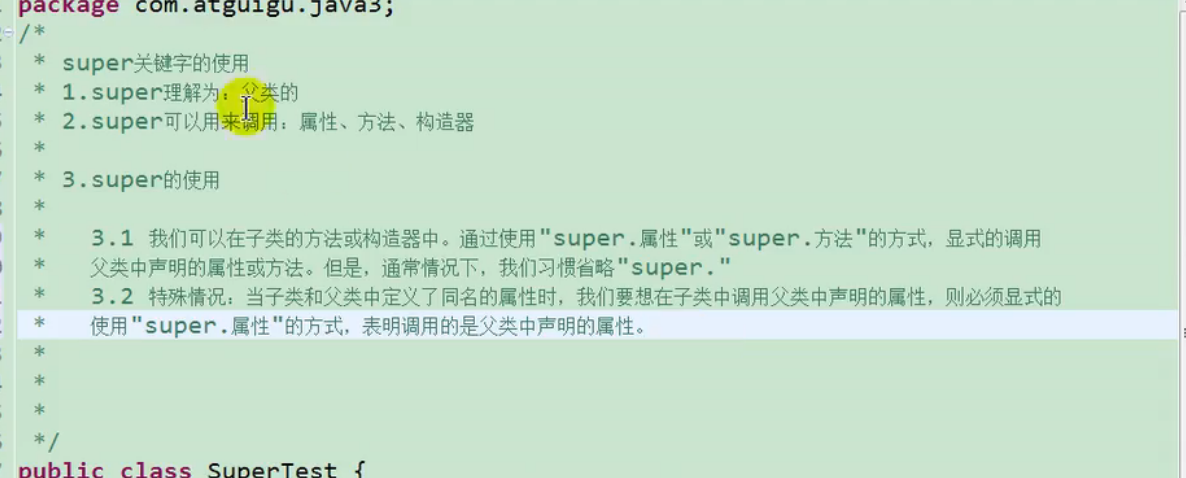 package com.atguigu.java3;
/*
* super关键字的使用
* 1.super理解为：父类的
* 2.super可以用来调用：属性、方法、构造器
*
* 3.super的使用
*
* 3.1 我们可以在子类的方法或构造器中。通过使用"super.属性"或"super.方法"的方式，显式的调用
* 父类中声明的属性或方法。但是，通常情况下，我们习惯省略"super."
* 3.2 特殊情况：当子类和父类中定义了同名的属性时，我们要想在子类中调用父类中声明的属性，则必须显式的
* 使用"super.属性"的方式，表明调用的是父类中声明的属性。
*
*
*
*/
public class SuperTest {